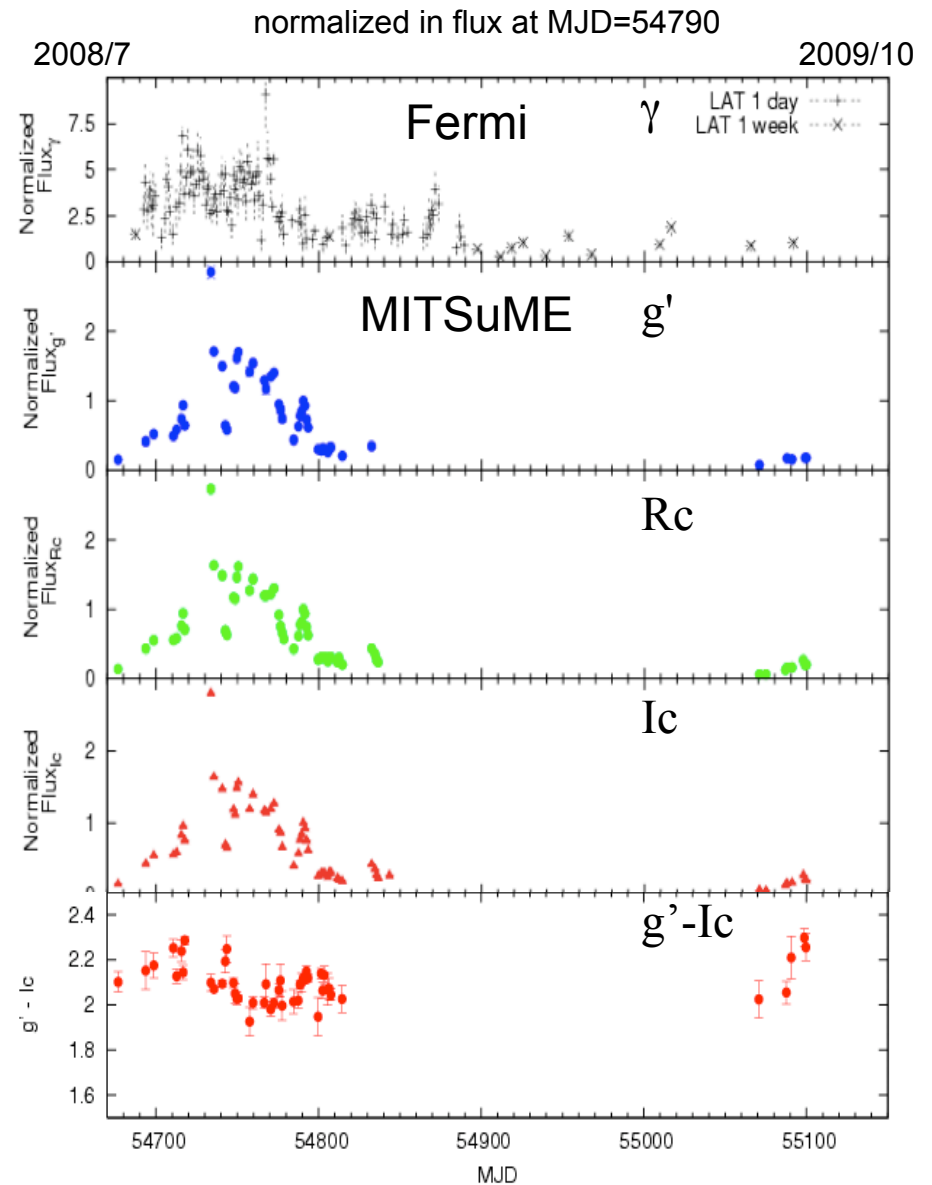 normalized in flux at MJD=54790
2008/7 2009/10
Fermi γ
LAT 1 day
LAT 1 week
Normalized
Fluxγ
7.5
5
2.5
0
MITSuME g'
Normalized
Fluxg'
2
1
0
Rc
Normalized
FluxRc
2
1
0
Ic
Normalized
FluxIc
2
1
0
g’-Ic
g' - Ic
2.4
2.2
2
1.8
1.6
54700 54800 54900 55000 55100
MJD